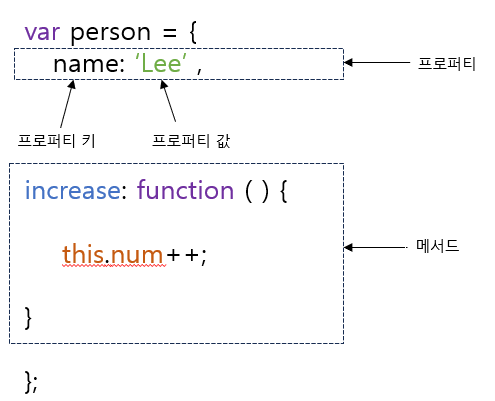 var person = {
name: ‘Lee’ ,
프로퍼티
프로퍼티 키
프로퍼티 값
increase: function ( ) {
this.num++;
메서드
}
};